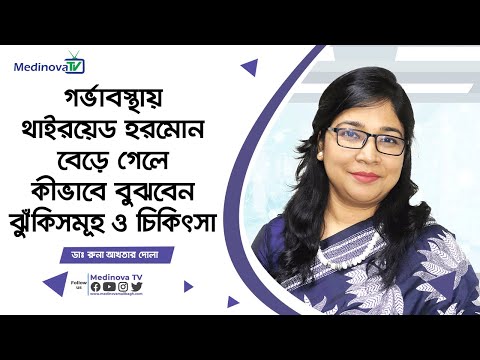 Medinova TV
গর্ভাবস্থায়
থাইরয়েড হরমোন
বেড়ে গেলে
কীভাবে বুঝবেন
ঝুঁকিসমূহ ও চিকিৎসা
ডাঃ রুনা আখতার দোলা
Follow us
Medinova TV